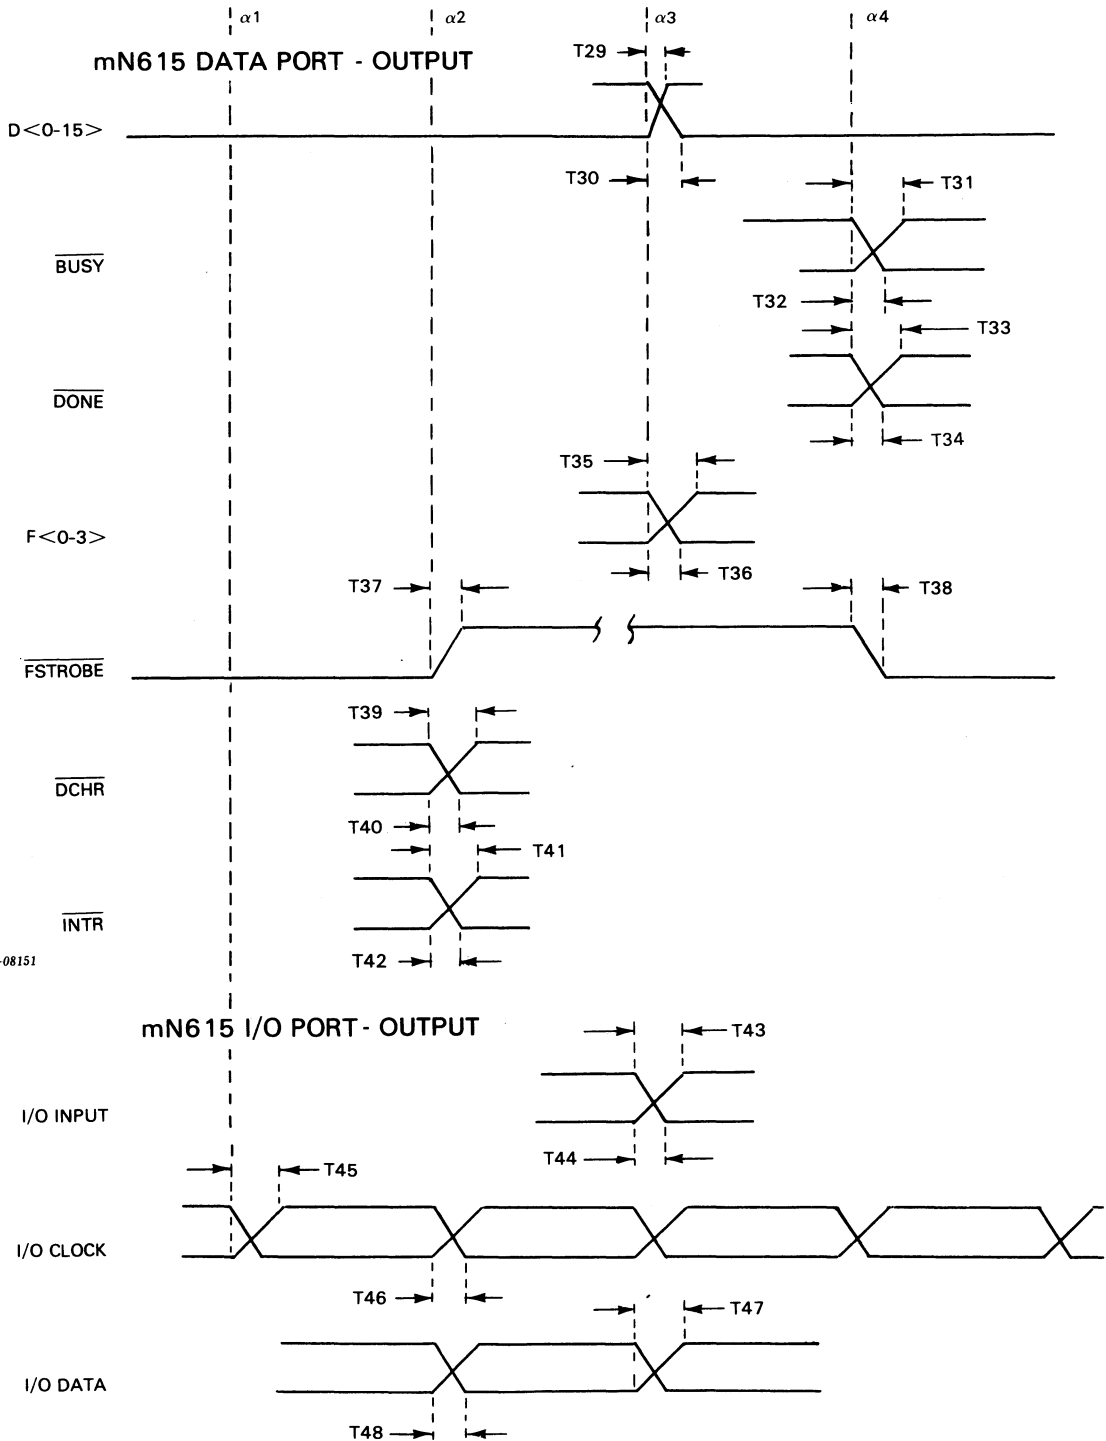 α1 α2 α3 α4
T29
mN615 DATA PORT - OUTPUT
D<0-15>
T30
T31
BUSY
T32
T33
DONE
T34
T35
F<0-3>
T36
T37
T38
FSTROBE
T39
DCHR
T40
T41
INTR
T42
-08151
mN615 I/O PORT - OUTPUT
T43
I/O INPUT
T44
T45
I/O CLOCK
T46
T47
I/O DATA
T48